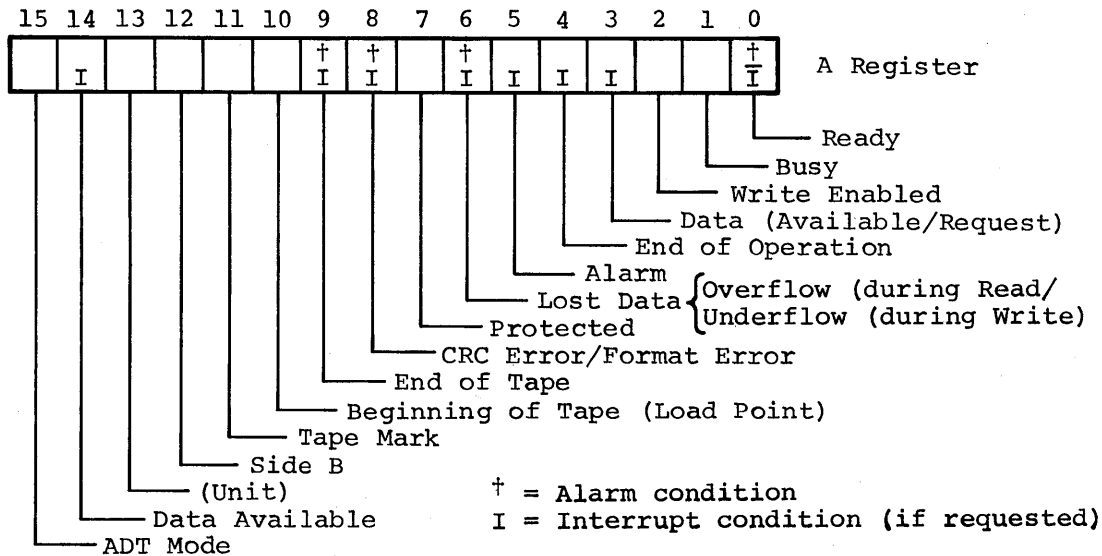 15 14 13 12 11 10 9 8 7 6 5 4 3 2 1 0
† † † †
I I I I I I I I
A Register
Ready
Busy
Write Enabled
Data (Available/Request)
End of Operation
Alarm
Lost Data { Overflow (during Read/
Underflow (during Write)
Protected
CRC Error/Format Error
End of Tape
Beginning of Tape (Load Point)
Tape Mark
Side B
(Unit)
Data Available
ADT Mode
† = Alarm condition
I = Interrupt condition (if requested)